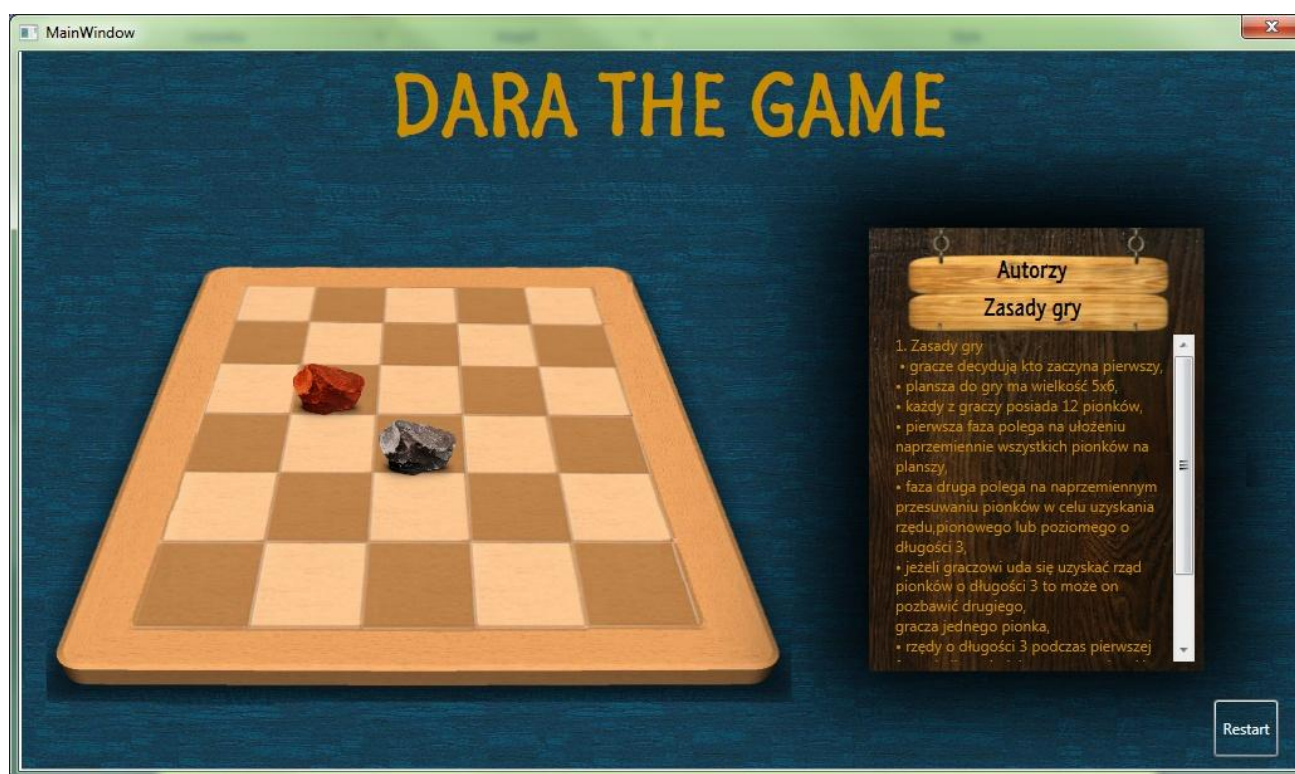 MainWindow
DARA THE GAME
Autorzy
Zasady gry
1. Zasady gry
• gracze decydują kto zaczyna pierwszy,
• plansza do gry ma wielkość 5x6,
• każdy z graczy posiada 12 pionków,
• pierwsza faza polega na ułożeniu
naprzemiennie wszystkich pionków na
planszy,
• faza druga polega na naprzemiennym
przesuwaniu pionków w celu uzyskania
rzędu,pionowego lub poziomego o
długości 3,
• jeżeli graczowi uda się uzyskać rząd
pionków o długości 3 to może on
pozbawić drugiego,
gracza jednego pionka,
• rzędy o długości 3 podczas pierwszej
Restart